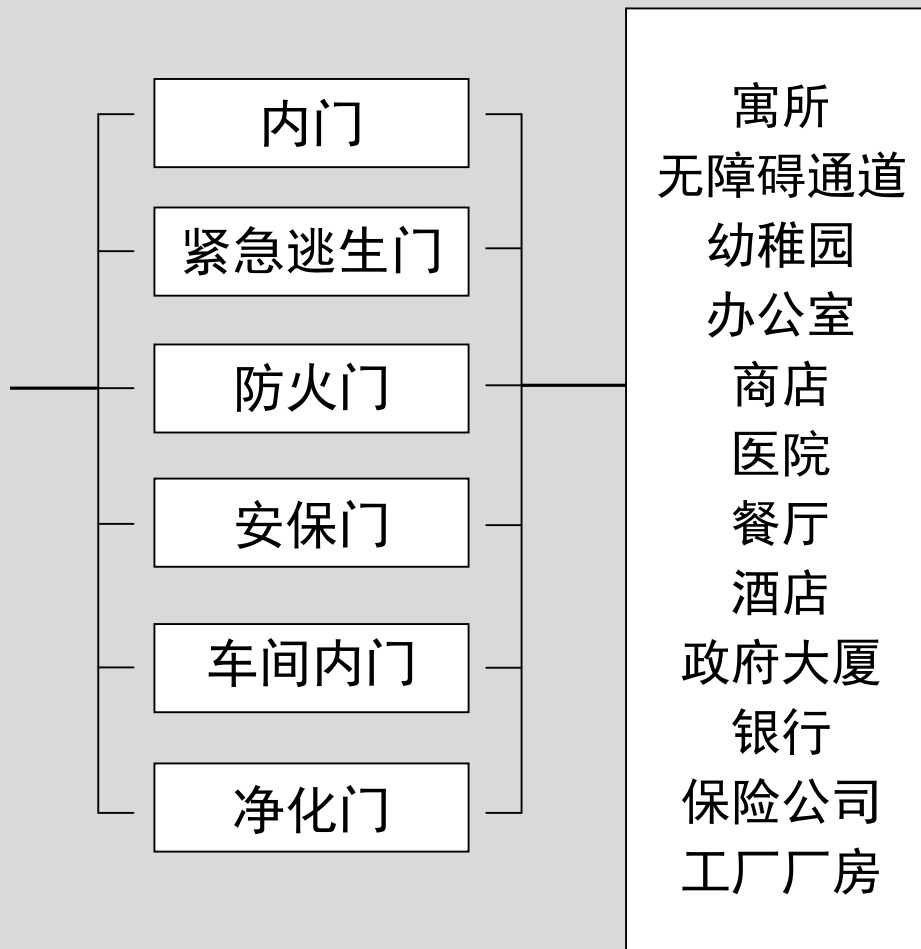 内门
紧急逃生门
防火门
安保门
车间内门
净化门
寓所
无障碍通道
幼稚园
办公室
商店
医院
餐厅
酒店
政府大厦
银行
保险公司
工厂厂房